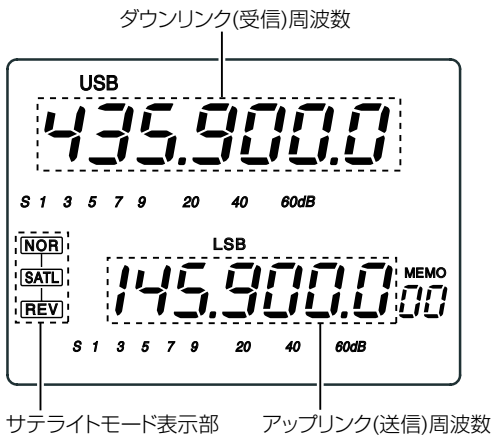 ダウンリンク(受信)周波数
USB
435.900.0
S 1 3 5 7 9 20 40 60dB
NOR
LSB
SATL
145.900.0
MEMO
00
REV
S 1 3 5 7 9 20 40 60dB
サテライトモード表示部
アップリンク(送信)周波数